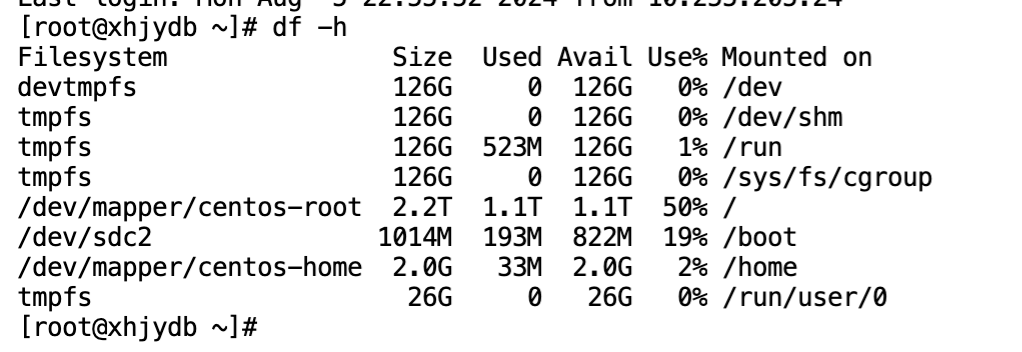 Last login: Mon Aug  5 22:55:52 2024 from 10.255.205.24
[root@xhjydb ~]# df -h
Filesystem               Size  Used Avail Use% Mounted on
devtmpfs                 126G     0  126G   0% /dev
tmpfs                    126G     0  126G   0% /dev/shm
tmpfs                    126G  523M  126G   1% /run
tmpfs                    126G     0  126G   0% /sys/fs/cgroup
/dev/mapper/centos-root  2.2T  1.1T  1.1T  50% /
/dev/sdc2               1014M  193M  822M  19% /boot
/dev/mapper/centos-home  2.0G   33M  2.0G   2% /home
tmpfs                     26G     0   26G   0% /run/user/0
[root@xhjydb ~]#